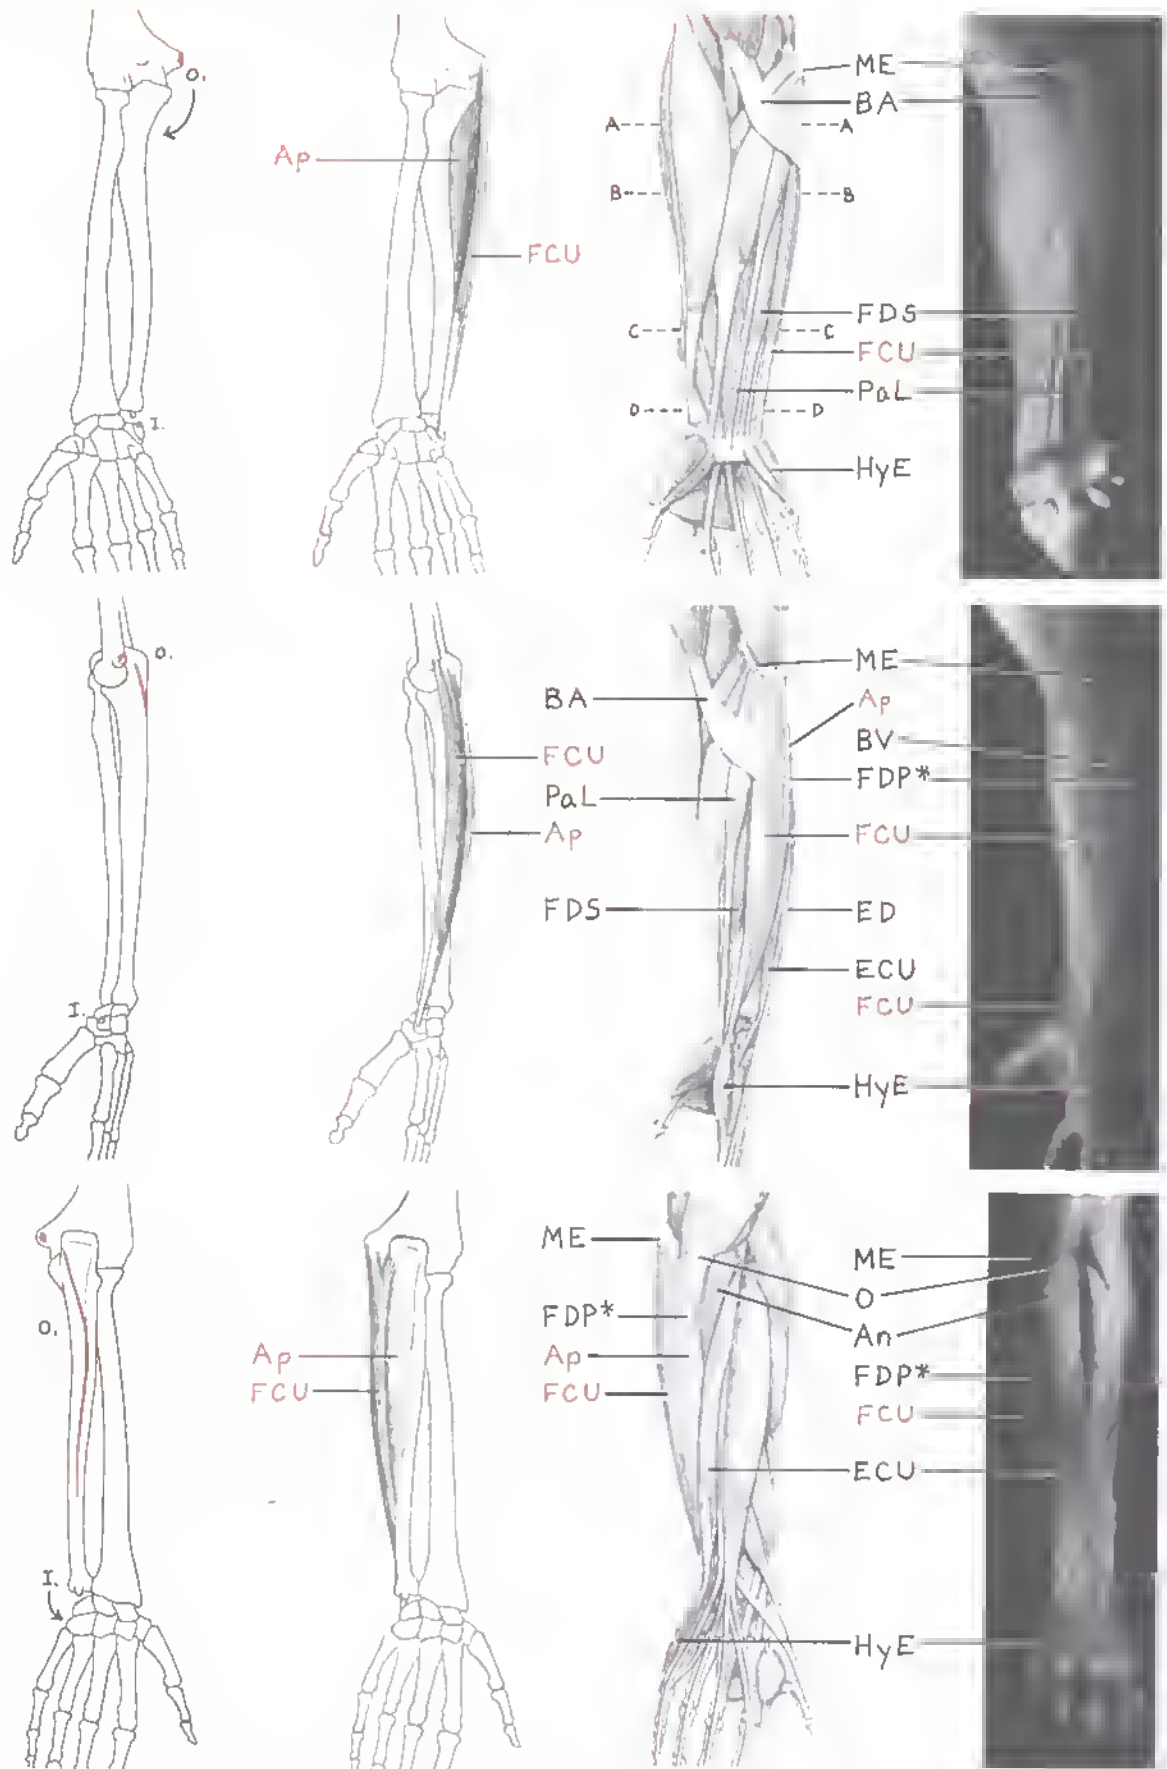 O.
ME
BA
A A
Ap
B B
FCU
FDS
C C
FCU
PaL
D D
I.
HyE
O.
ME
BA
Ap
BV
FCU
FDP*
PaL
Ap
FCU
FDS
ED
ECU
FCU
I.
HyE
ME
ME
O
FDP*
O.
An
Ap
Ap
FDP*
FCU
FCU
FCU
ECU
I.
HyE